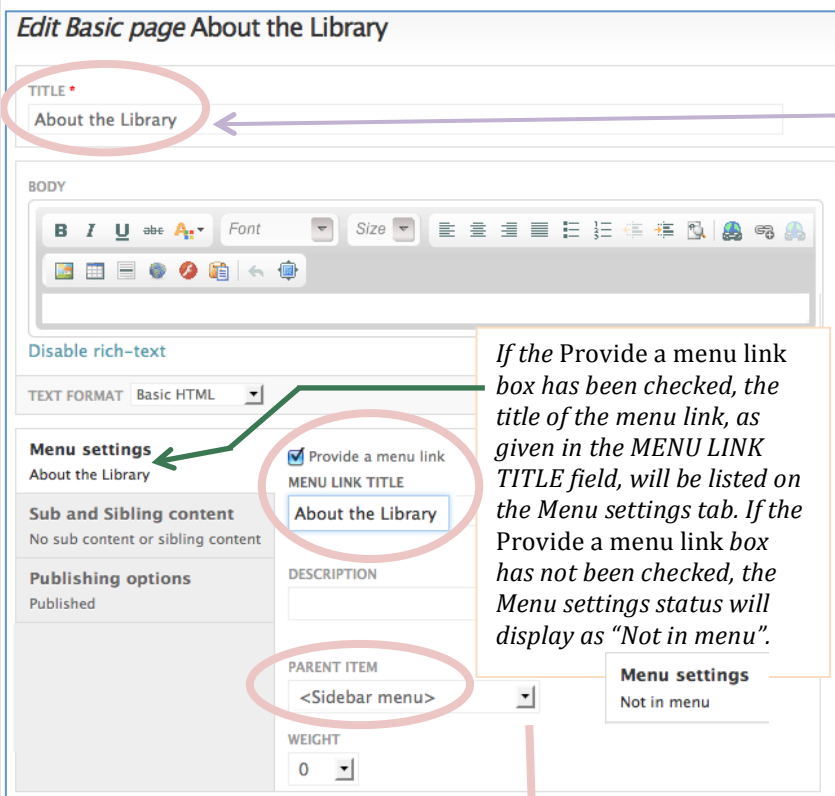 Edit Basic page About the Library
TITLE *
About the Library
BODY
B I U abc A Font Size
Disable rich-text
TEXT FORMAT Basic HTML
Menu settings
About the Library
Sub and Sibling content
No sub content or sibling content
Publishing options
Published
Provide a menu link
MENU LINK TITLE
About the Library
DESCRIPTION
PARENT ITEM
<Sidebar menu>
WEIGHT
0
If the Provide a menu link
box has been checked, the
title of the menu link, as
given in the MENU LINK
TITLE field, will be listed on
the Menu settings tab. If the
Provide a menu link box
has not been checked, the
Menu settings status will
display as “Not in menu”.
Menu settings
Not in menu